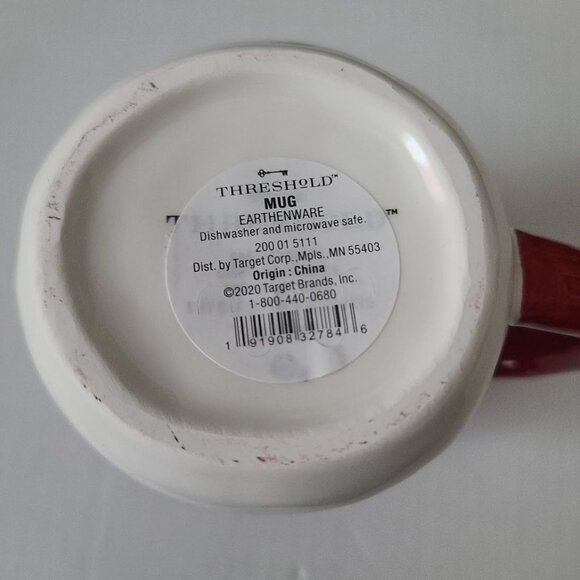 THRESHOLD™
MUG
EARTHENWARE
Dishwasher and microwave safe.
200 01 5111
Dist. by Target Corp.,Mpls.,MN 55403
Origin : China
©2020 Target Brands, Inc.
1-800-440-0680
1 91908 32784 6